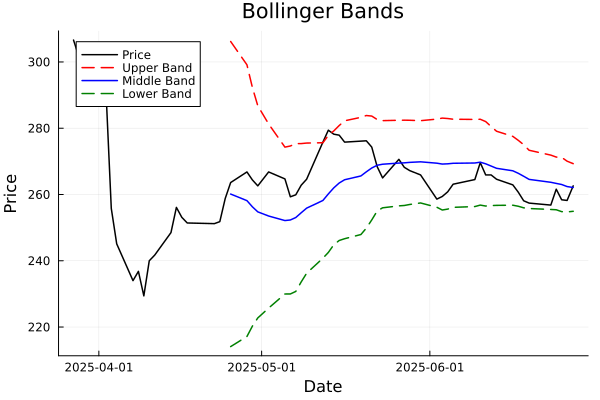 Bollinger Bands
Price
Upper Band
Middle Band
Lower Band
300
280
260
240
220
Price
2025-04-01
2025-05-01
2025-06-01
Date